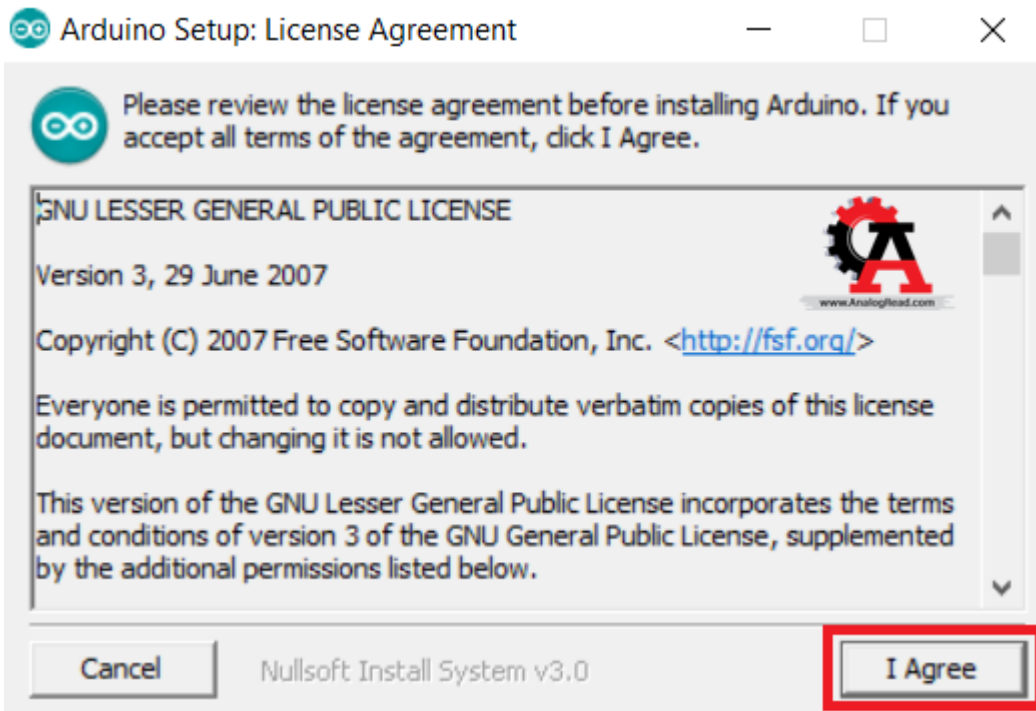 Arduino Setup: License Agreement
Please review the license agreement before installing Arduino. If you
accept all terms of the agreement, click I Agree.
GNU LESSER GENERAL PUBLIC LICENSE
www.AnalogRead.com
Version 3, 29 June 2007
Copyright (C) 2007 Free Software Foundation, Inc. <http://fsf.org/>
Everyone is permitted to copy and distribute verbatim copies of this license
document, but changing it is not allowed.
This version of the GNU Lesser General Public License incorporates the terms
and conditions of version 3 of the GNU General Public License, supplemented
by the additional permissions listed below.
Cancel
Nullsoft Install System v3.0
I Agree